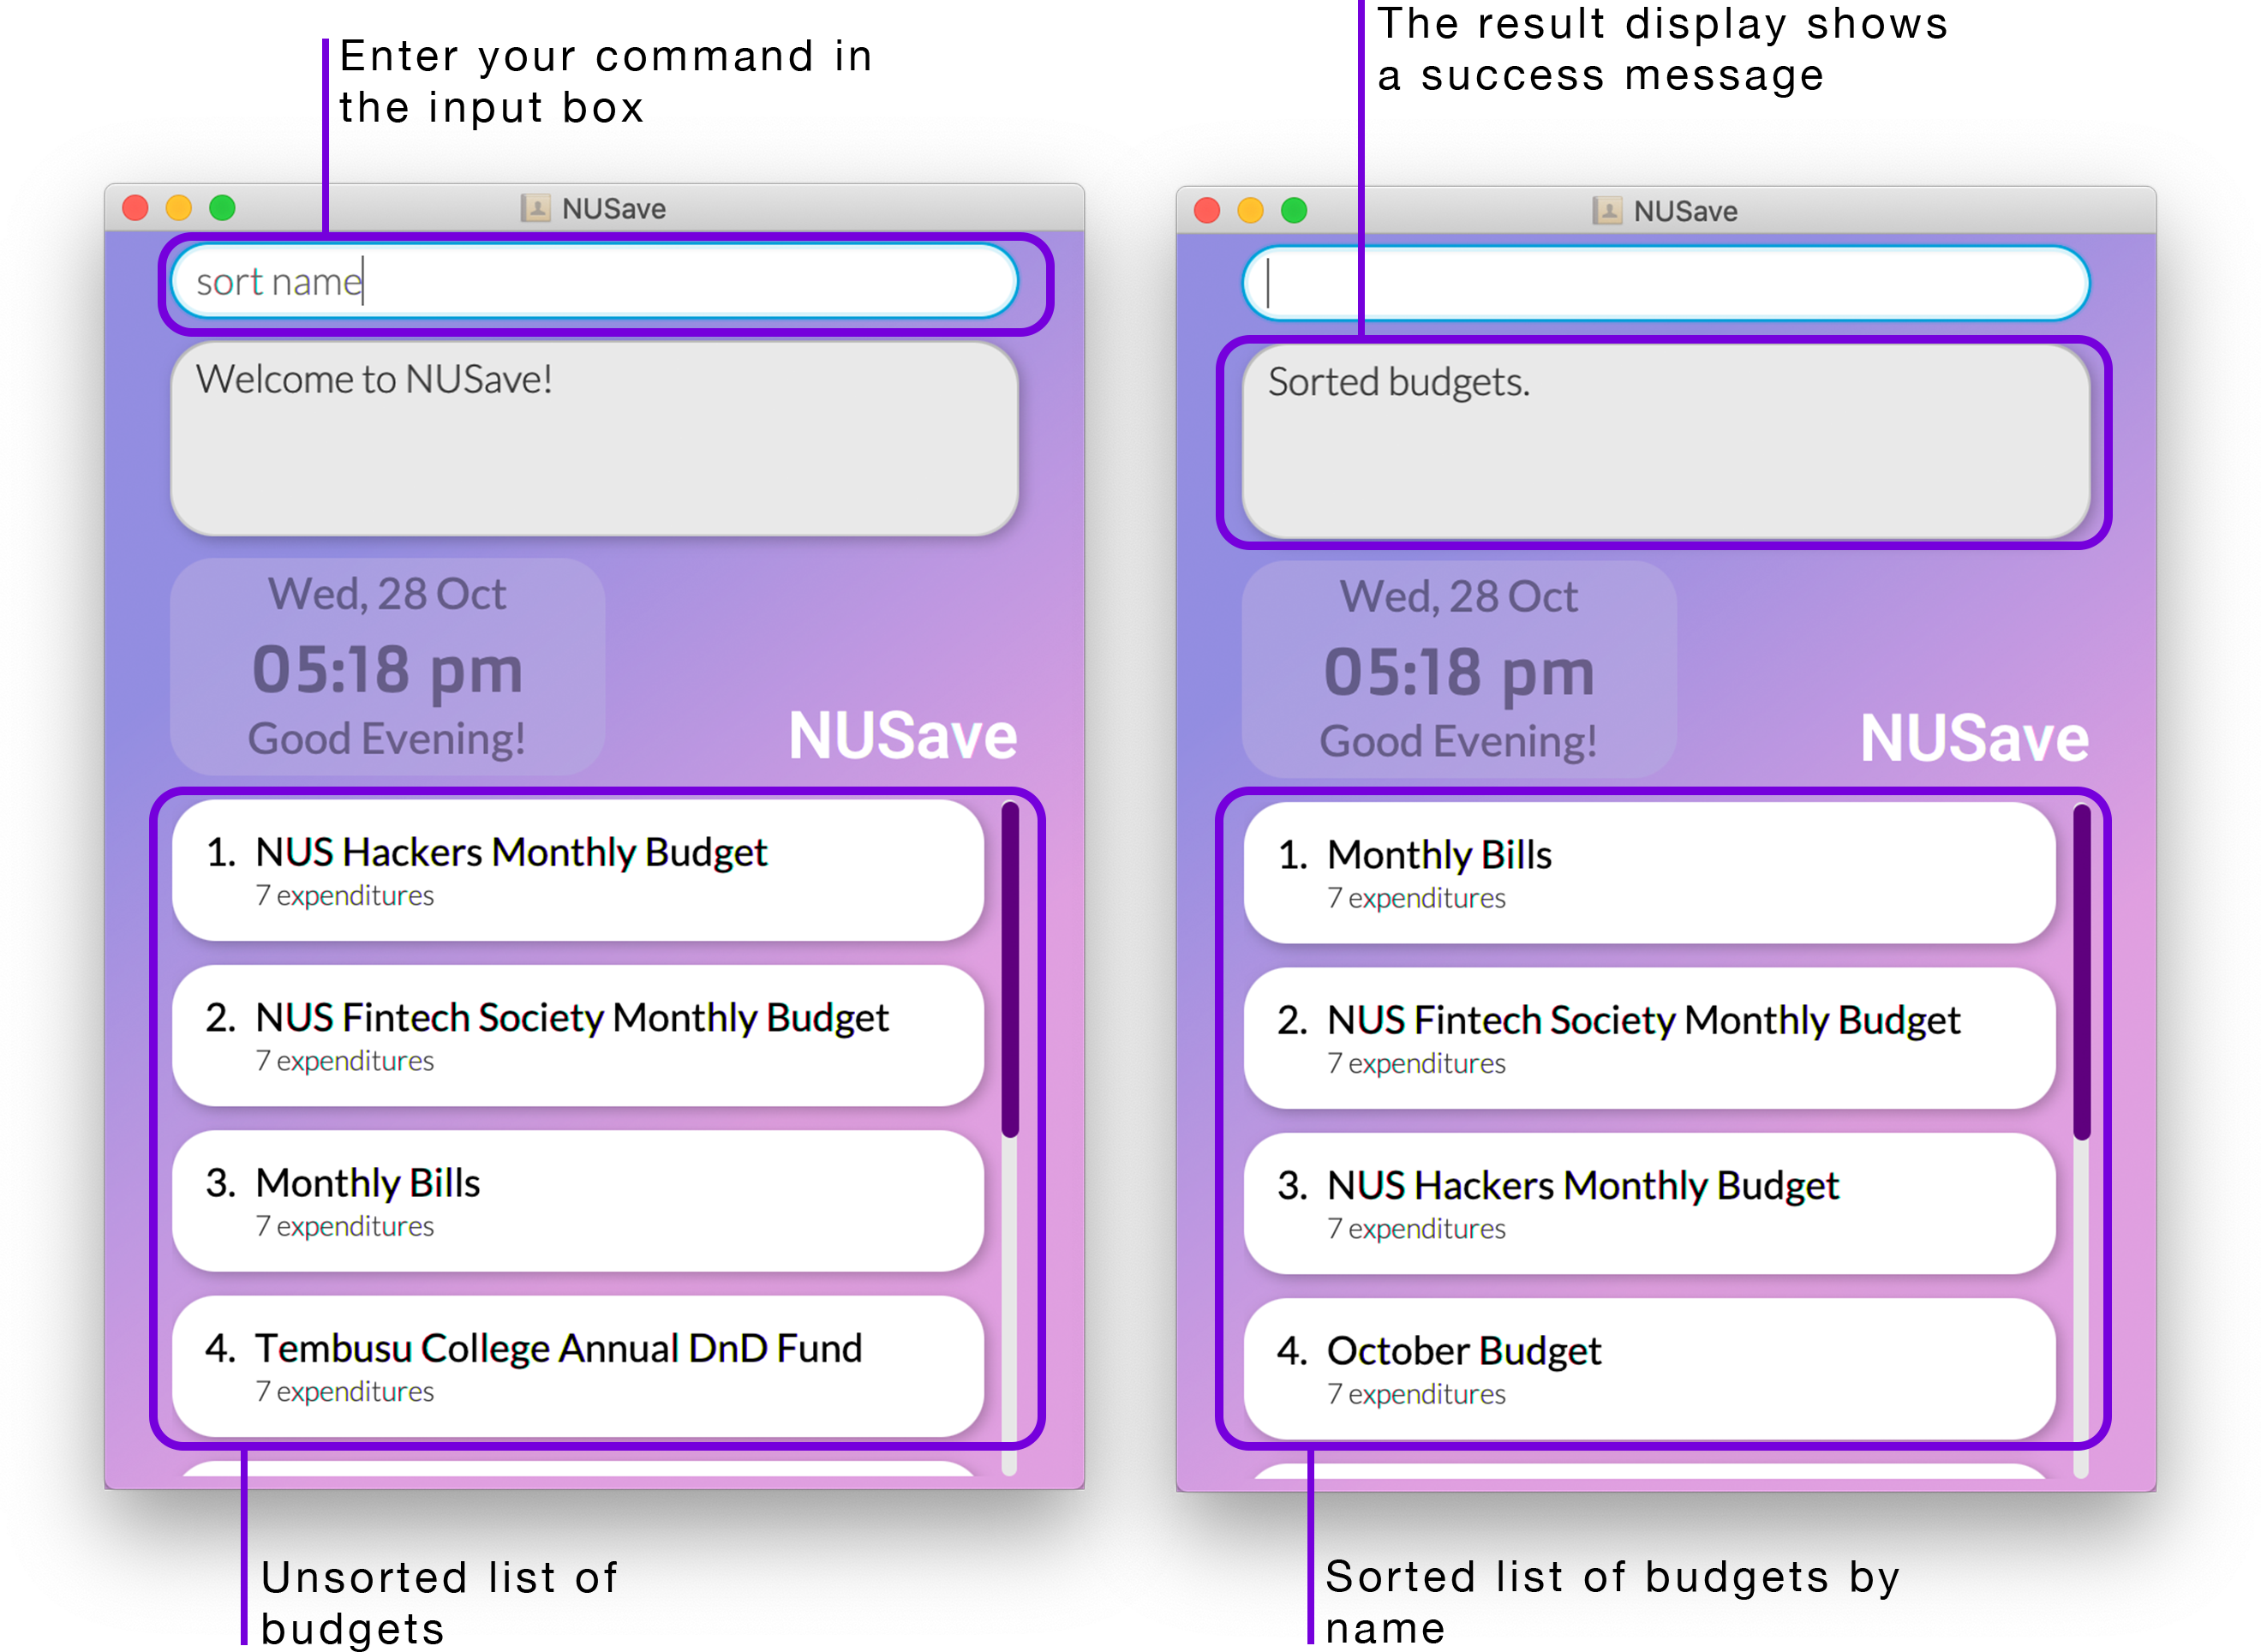 Enter your command in
the input box
The result display shows
a success message
NUSave
sort name
Welcome to NUSave!
Wed, 28 Oct
05:18 pm
Good Evening!
NUSave
1. NUS Hackers Monthly Budget
7 expenditures
2. NUS Fintech Society Monthly Budget
7 expenditures
3. Monthly Bills
7 expenditures
4. Tembusu College Annual DnD Fund
7 expenditures
Unsorted list of
budgets
NUSave
Sorted budgets.
Wed, 28 Oct
05:18 pm
Good Evening!
NUSave
1. Monthly Bills
7 expenditures
2. NUS Fintech Society Monthly Budget
7 expenditures
3. NUS Hackers Monthly Budget
7 expenditures
4. October Budget
7 expenditures
Sorted list of budgets by
name